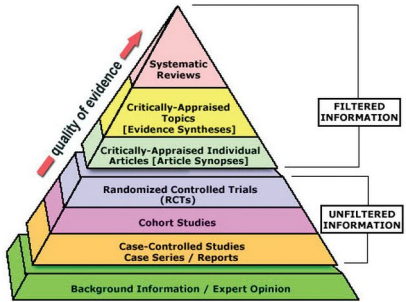 quality of evidence
Systematic
Reviews
Critically-Appraised
Topics
[Evidence Syntheses]
Critically-Appraised Individual
Articles [Article Synopses]
FILTERED
INFORMATION
Randomized Controlled Trials
(RCTs)
Cohort Studies
Case-Controlled Studies
Case Series / Reports
UNFILTERED
INFORMATION
Background Information / Expert Opinion